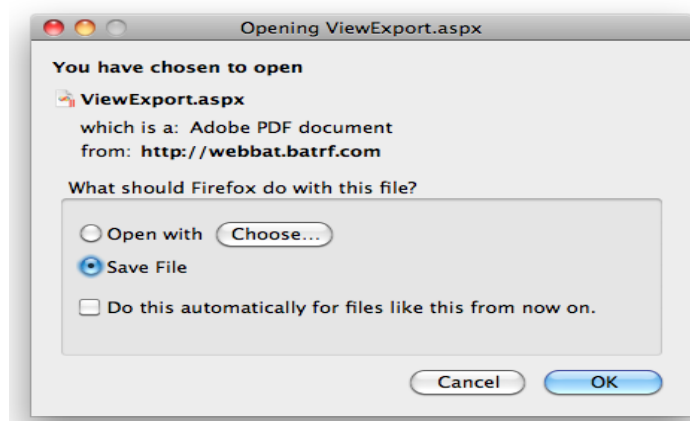 Opening ViewExport.aspx
You have chosen to open
ViewExport.aspx
which is a: Adobe PDF document
from: http://webbat.batrf.com
What should Firefox do with this file?
Open with Choose...
Save File
Do this automatically for files like this from now on.
Cancel OK